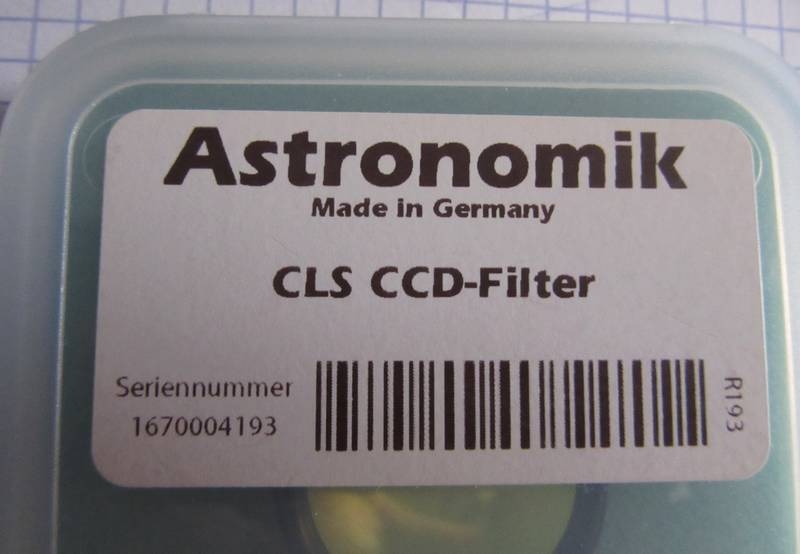 Astronomik
Made in Germany
CLS CCD-Filter
Seriennummer
1670004193
R193